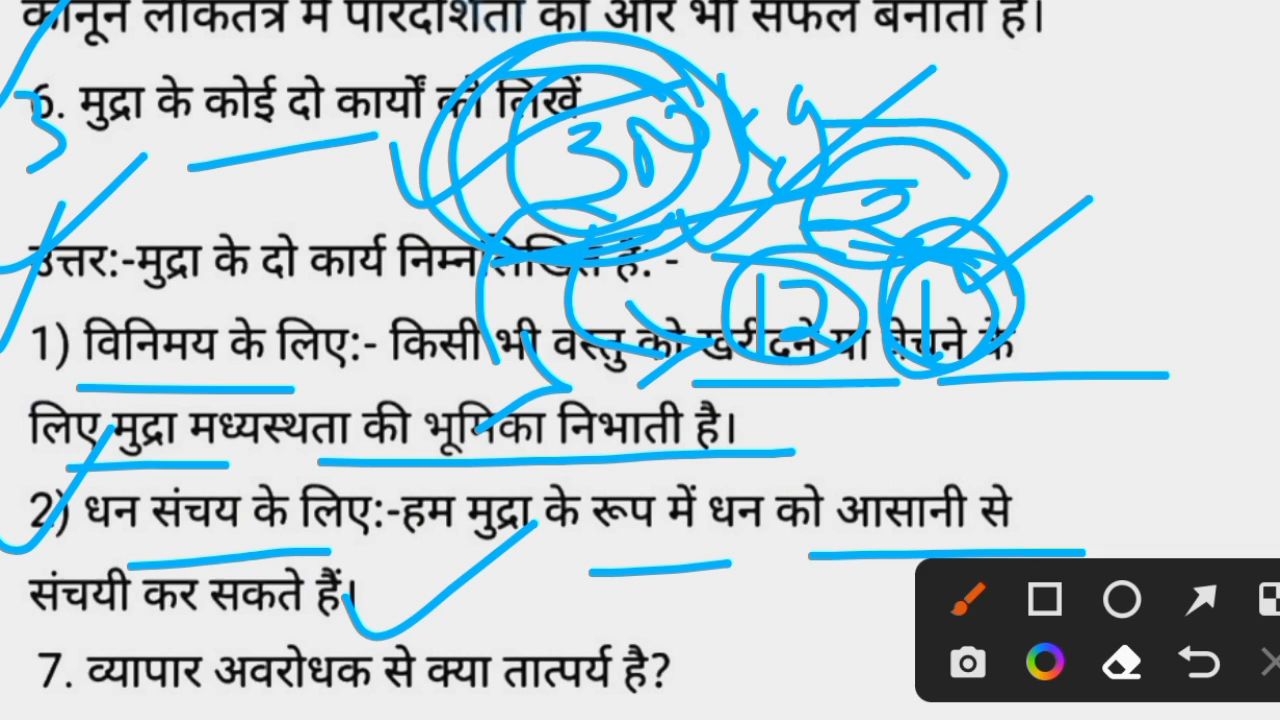 कानून लोकतंत्र में पारदर्शिता को और भी सफल बनाता है।
6. मुद्रा के कोई दो कार्यों को लिखें
उत्तर:-मुद्रा के दो कार्य निम्नलिखित है: -
1) विनिमय के लिए:- किसी भी वस्तु को खरीदने या बेचने के
लिए मुद्रा मध्यस्थता की भूमिका निभाती है।
2) धन संचय के लिए:-हम मुद्रा के रूप में धन को आसानी से
संचयी कर सकते हैं।
7. व्यापार अवरोधक से क्या तात्पर्य है?